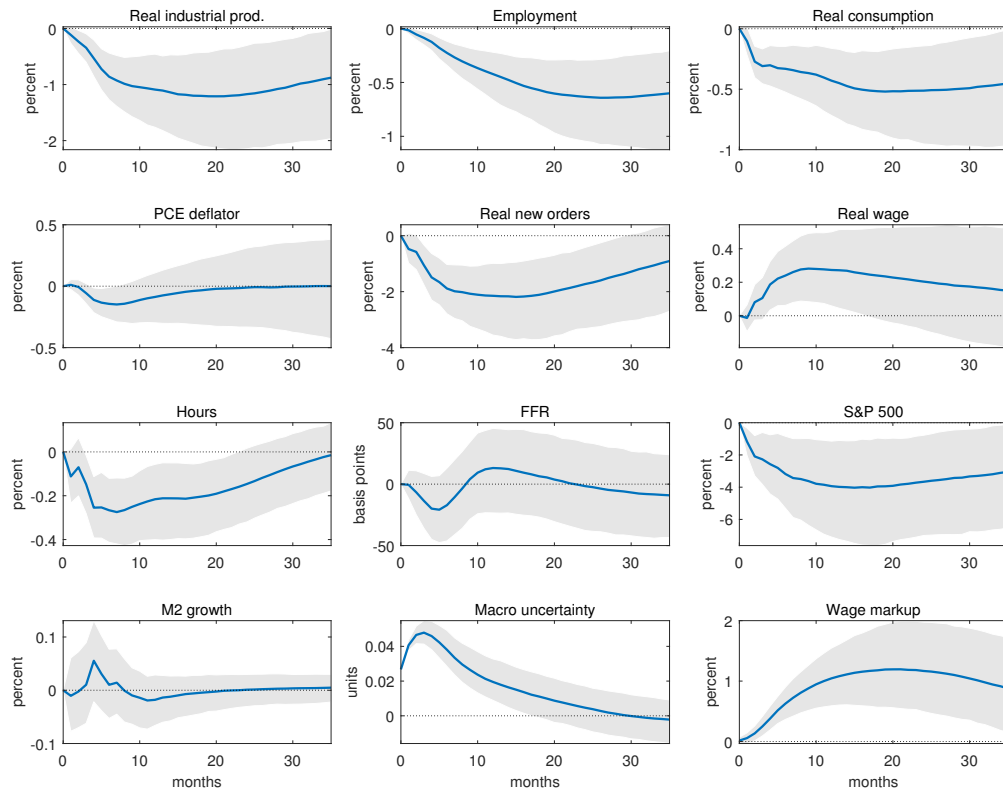 Real industrial prod.
percent
0
-1
-2
0 10 20 30
Employment
percent
0
-0.5
-1
0 10 20 30
Real consumption
percent
0
-0.5
-1
0 10 20 30
PCE deflator
percent
0.5
0
-0.5
0 10 20 30
Real new orders
percent
0
-2
-4
0 10 20 30
Real wage
percent
0.4
0.2
0
0 10 20 30
Hours
percent
0
-0.2
-0.4
0 10 20 30
FFR
basis points
50
0
-50
0 10 20 30
S&P 500
percent
0
-2
-4
-6
0 10 20 30
M2 growth
percent
0.1
0
-0.1
0 10 20 30
months
Macro uncertainty
units
0.04
0.02
0
0 10 20 30
months
Wage markup
percent
2
1
0
0 10 20 30
months